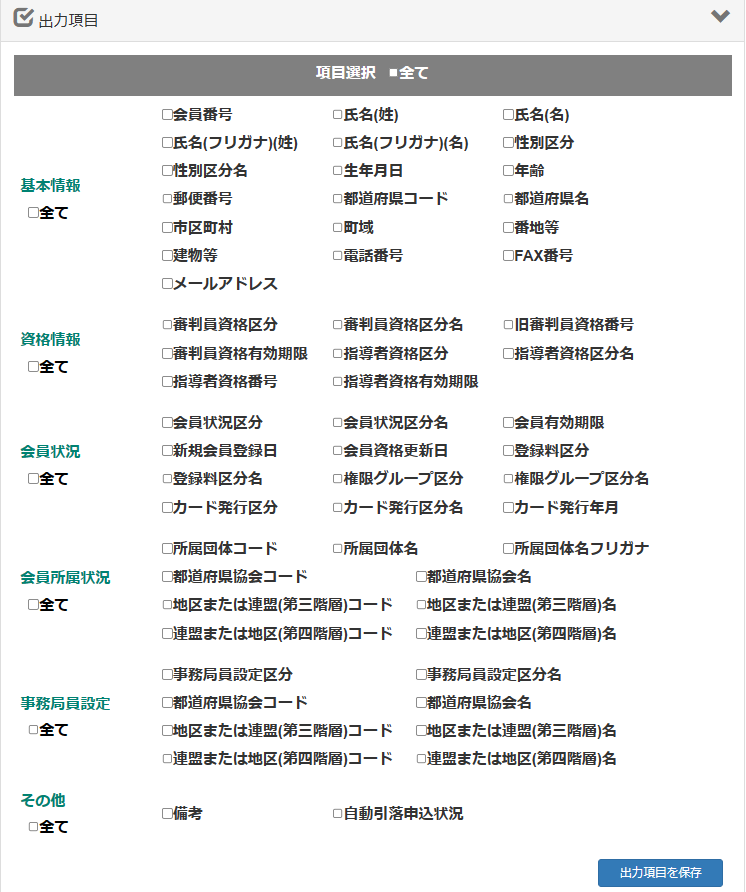 出力項目
項目選択 ■全て
基本情報
□全て
□会員番号 □氏名(姓) □氏名(名)
□氏名(フリガナ)(姓) □氏名(フリガナ)(名) □性別区分
□性別区分名 □生年月日 □年齢
□郵便番号 □都道府県コード □都道府県名
□市区町村 □町域 □番地等
□建物等 □電話番号 □FAX番号
□メールアドレス
資格情報
□全て
□審判員資格区分 □審判員資格区分名 □旧審判員資格番号
□審判員資格有効期限 □指導者資格区分 □指導者資格区分名
□指導者資格番号 □指導者資格有効期限
会員状況
□全て
□会員状況区分 □会員状況区分名 □会員有効期限
□新規会員登録日 □会員資格更新日 □登録料区分
□登録料区分名 □権限グループ区分 □権限グループ区分名
□カード発行区分 □カード発行区分名 □カード発行年月
会員所属状況
□全て
□所属団体コード □所属団体名 □所属団体名フリガナ
□都道府県協会コード □都道府県協会名
□地区または連盟(第三階層)コード □地区または連盟(第三階層)名
□連盟または地区(第四階層)コード □連盟または地区(第四階層)名
事務局員設定
□全て
□事務局員設定区分 □事務局員設定区分名
□都道府県協会コード □都道府県協会名
□地区または連盟(第三階層)コード □地区または連盟(第三階層)名
□連盟または地区(第四階層)コード □連盟または地区(第四階層)名
その他
□全て
□備考 □自動引落申込状況
出力項目を保存